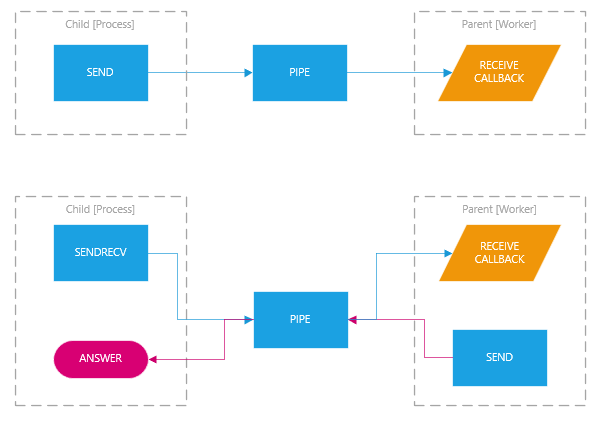 Child [Process]
Parent [Worker]
SEND
PIPE
RECEIVE
CALLBACK
Child [Process]
Parent [Worker]
SENDRECV
RECEIVE
CALLBACK
PIPE
ANSWER
SEND